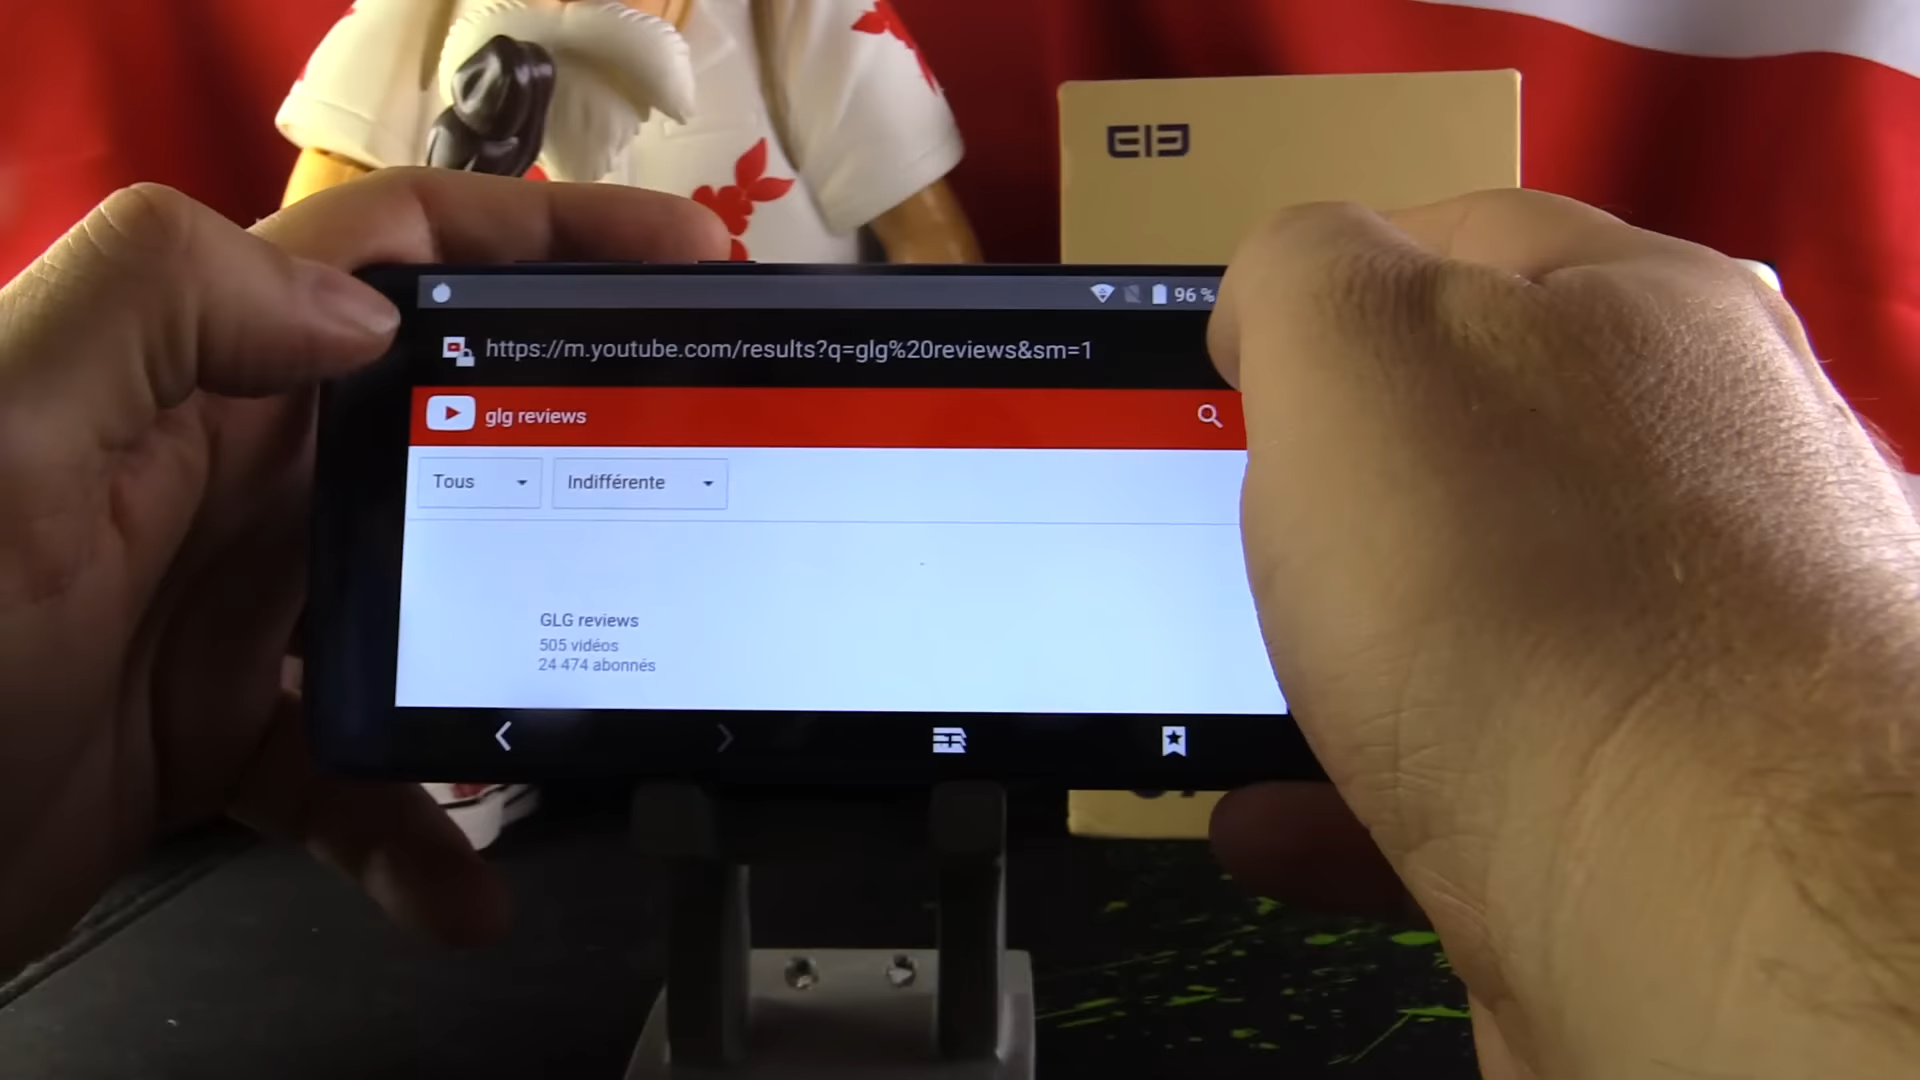 ELE
96 %
https://m.youtube.com/results?q=glg%20reviews&sm=1
glg reviews
Tous
Indifférente
GLG reviews
505 vidéos
24 474 abonnés